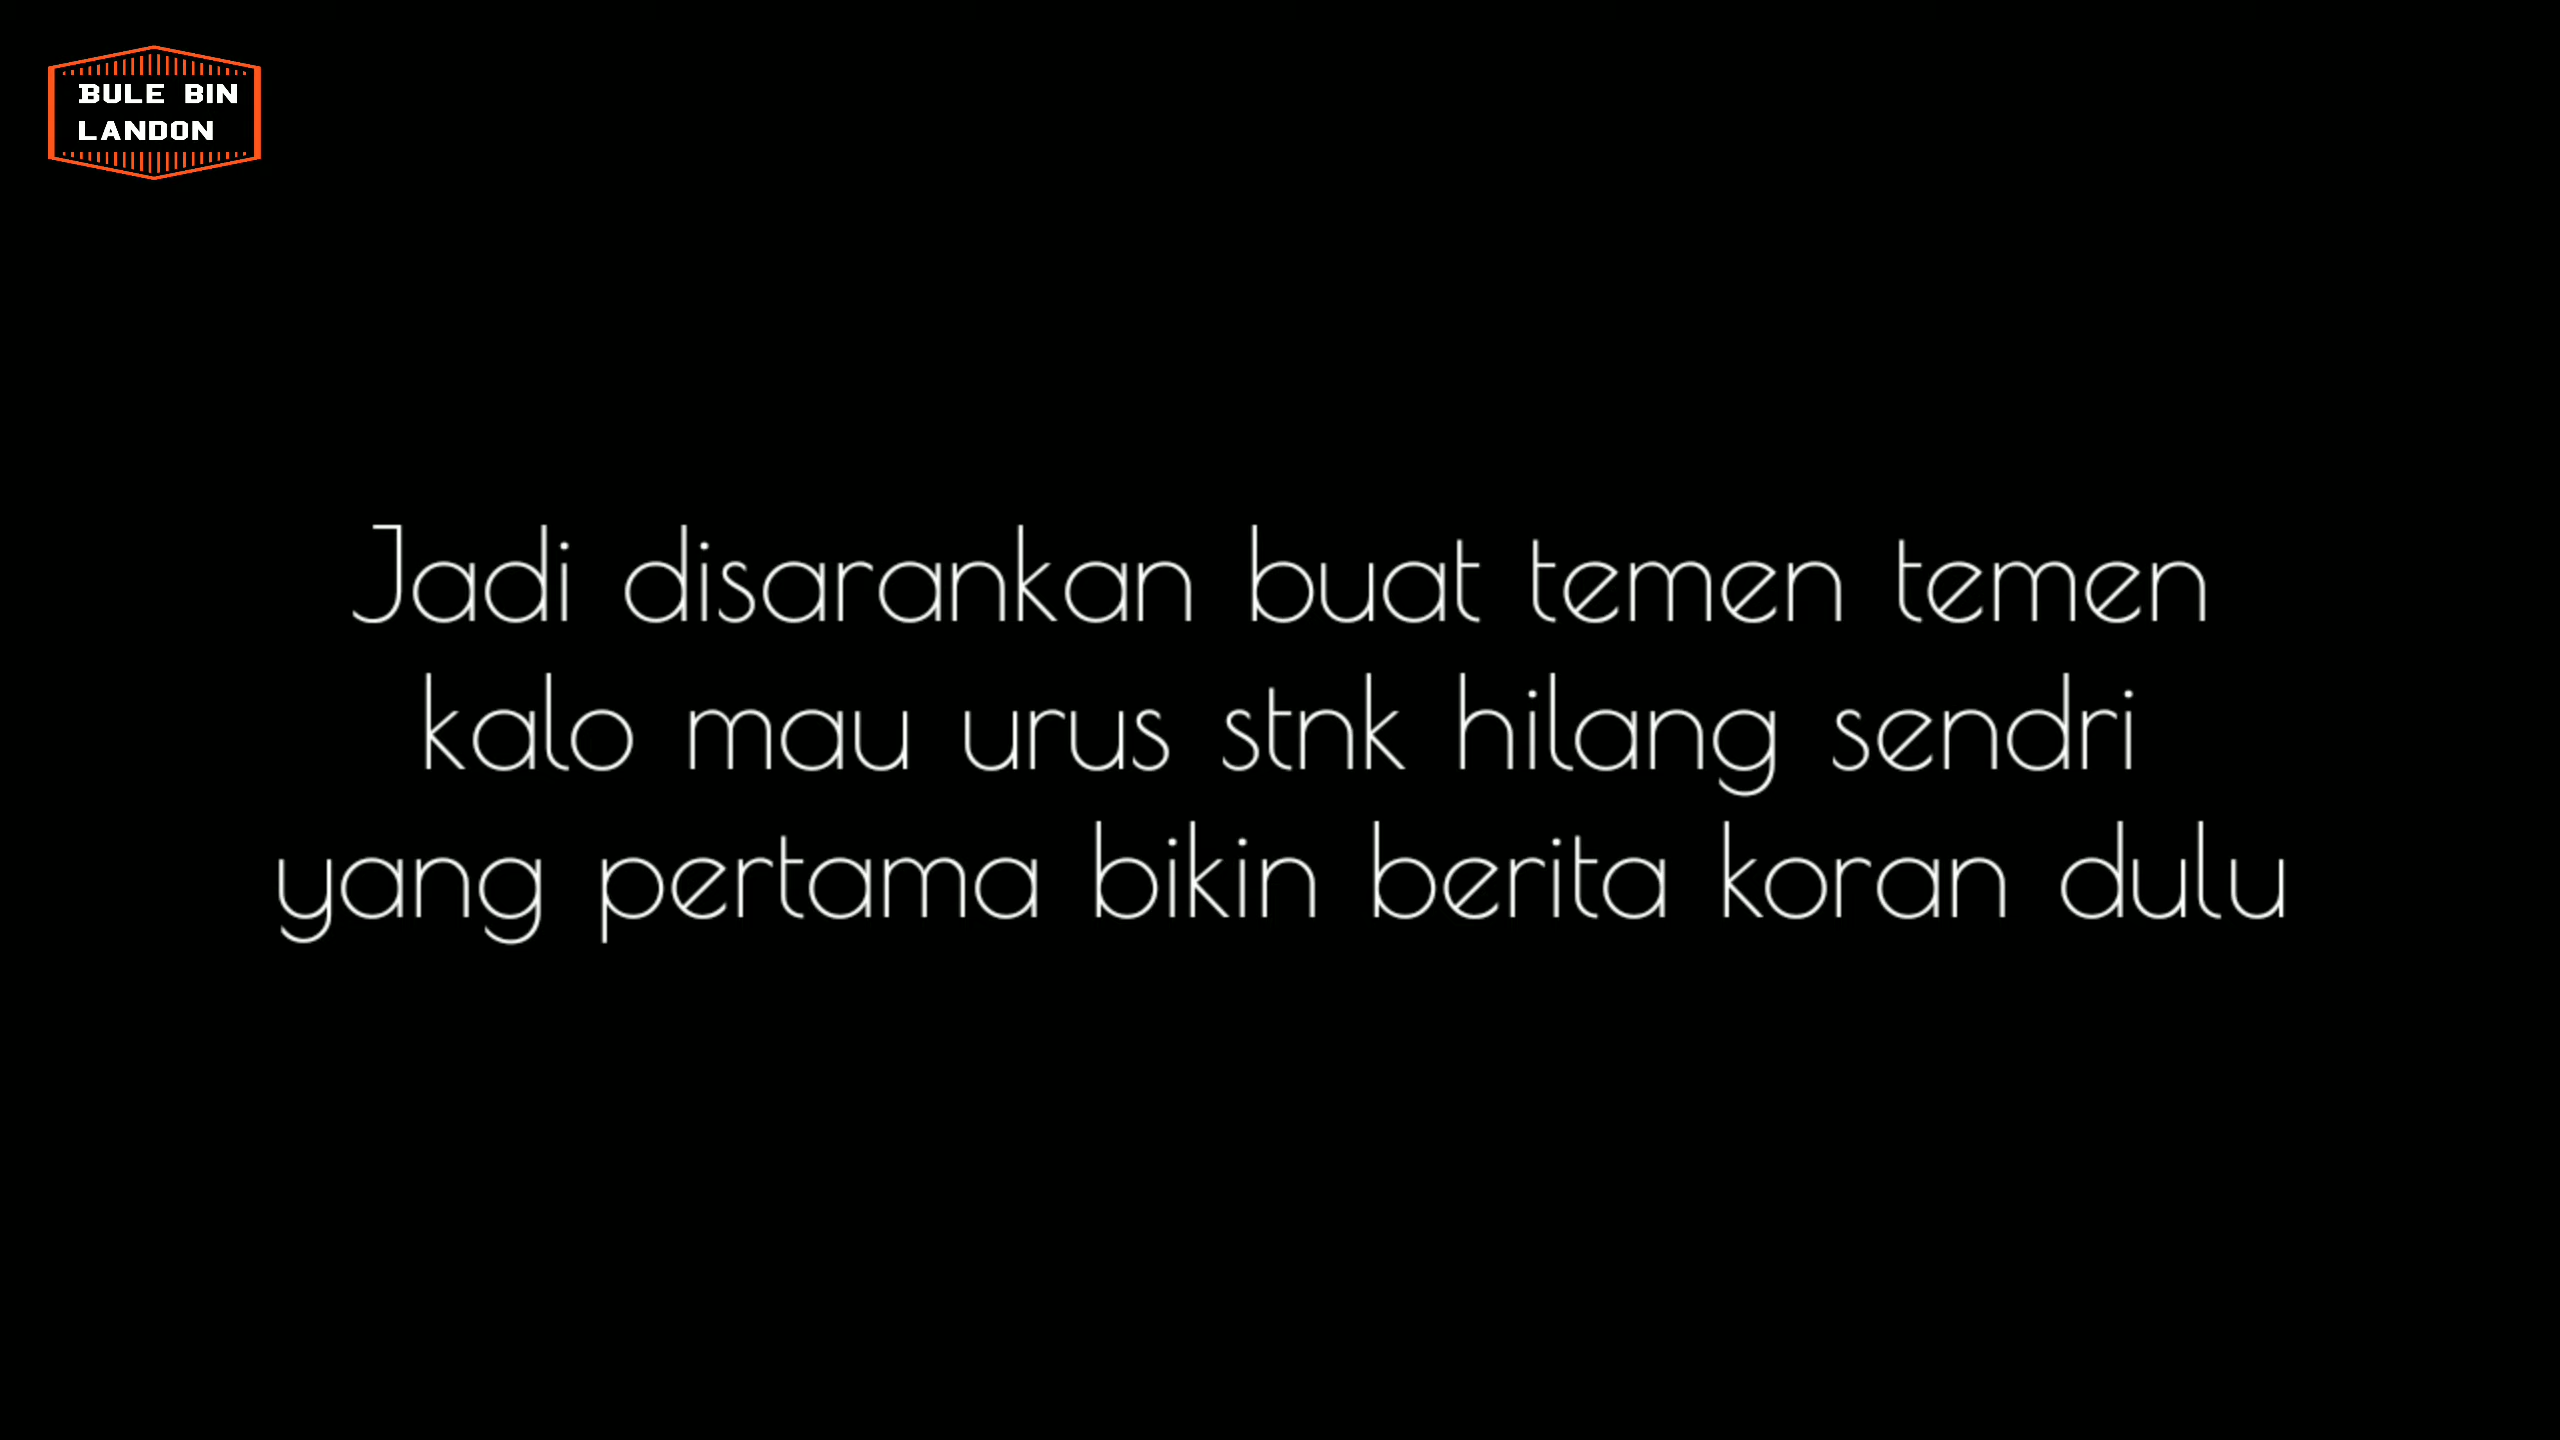 BULE BIN
LANDON
Jadi disarankan buat temen temen
kalo mau urus stnk hilang sendri
yang pertama bikin berita koran dulu